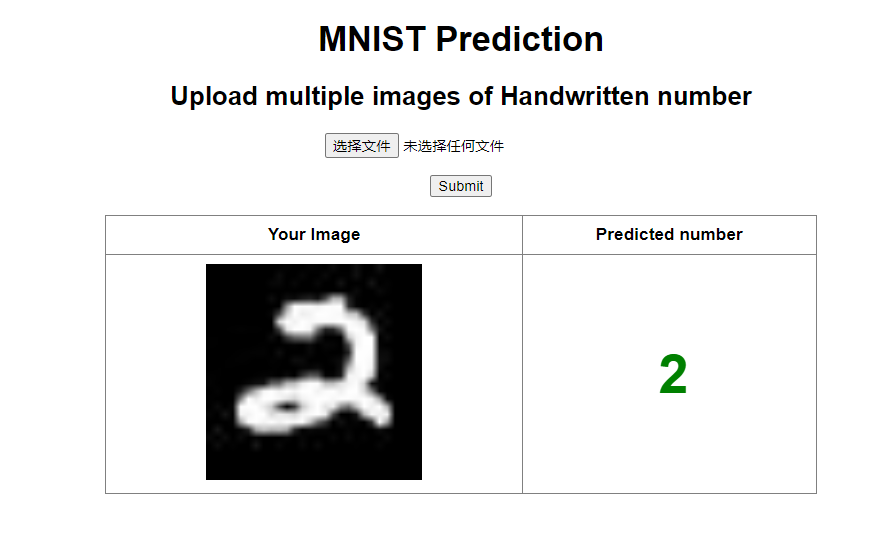 MNIST Prediction
Upload multiple images of Handwritten number
选择文件 未选择任何文件
Submit
Your Image Predicted number
2 2